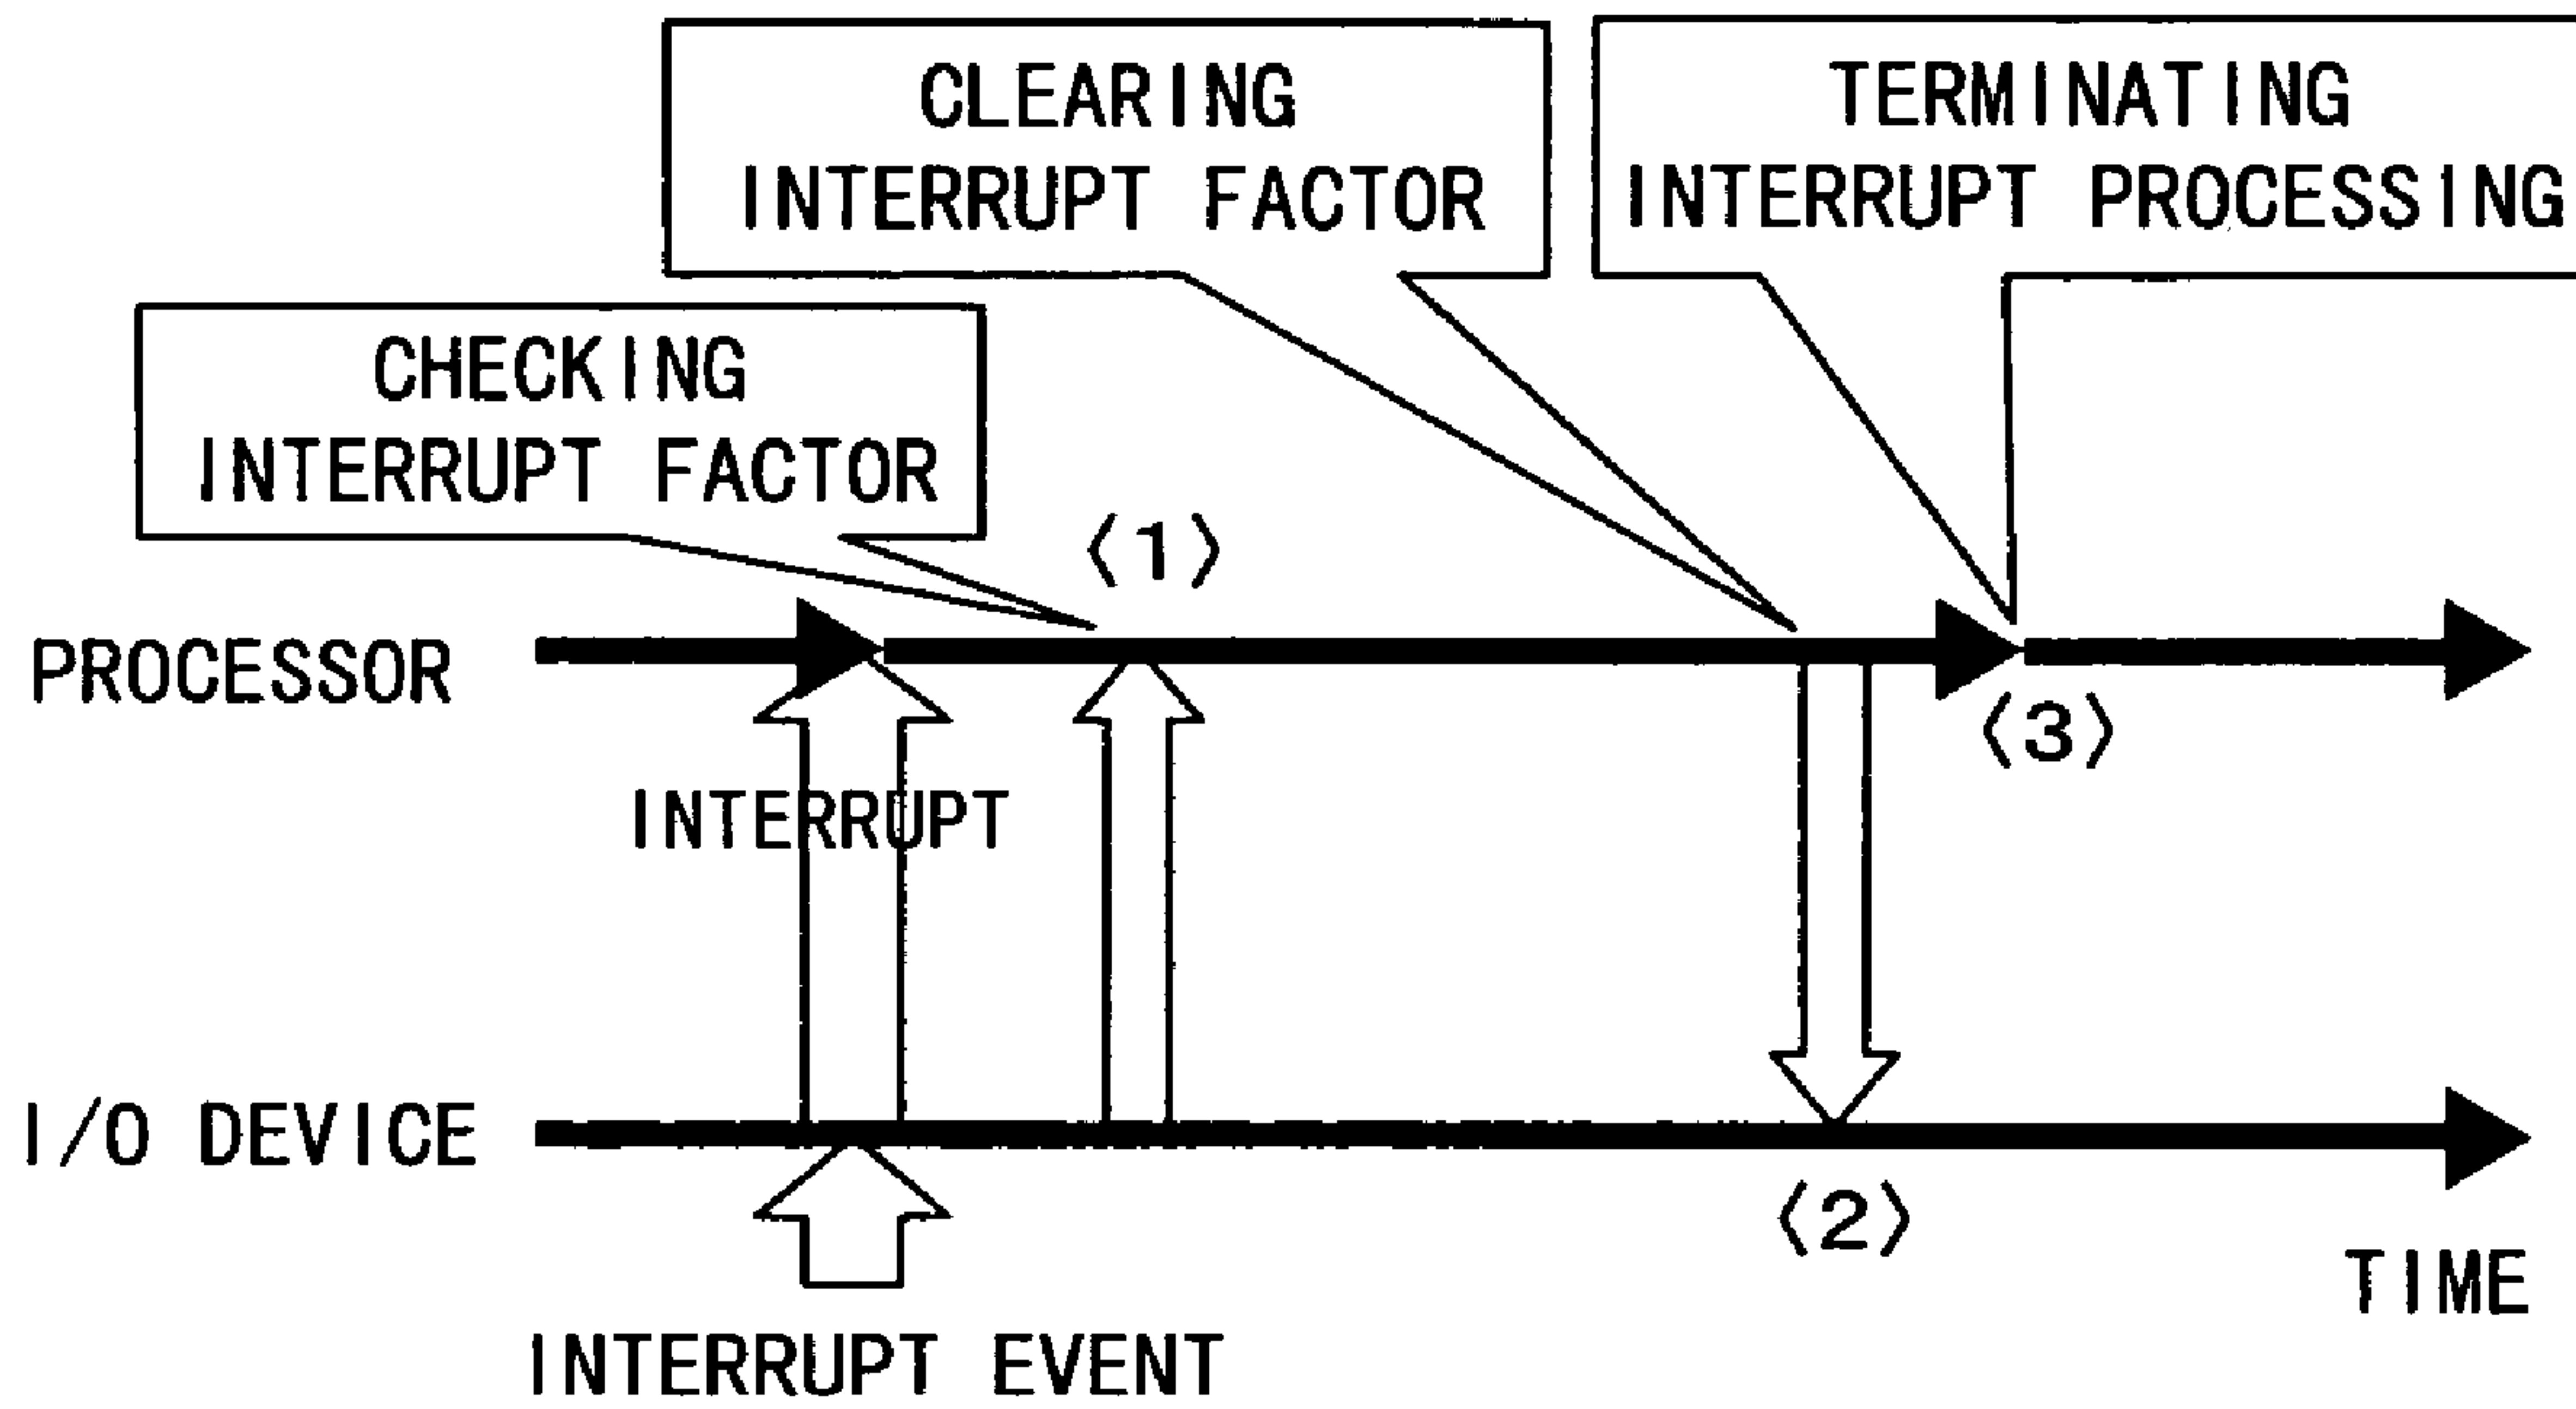 CLEARING
INTERRUPT FACTOR
TERMINATING
INTERRUPT PROCESSING
CHECKING
INTERRUPT FACTOR
〈1〉
PROCESSOR
〈3〉
INTERRUPT
I/O DEVICE
〈2〉
TIME
INTERRUPT EVENT